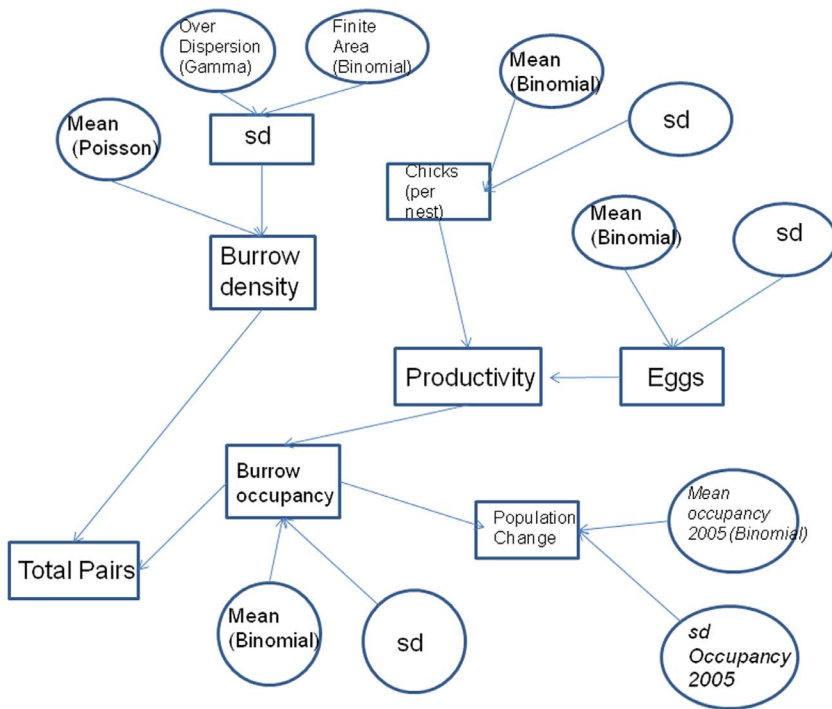 Over
Dispersion
(Gamma)
Finite
Area
(Binomial)
Mean
(Poisson)
sd
Mean
(Binomial)
sd
Chicks
(per
nest)
Mean
(Binomial)
sd
Burrow
density
Productivity
Eggs
Burrow
occupancy
Population
Change
Mean
occupancy
2005 (Binomial)
Total Pairs
Mean
(Binomial)
sd
sd
Occupancy
2005